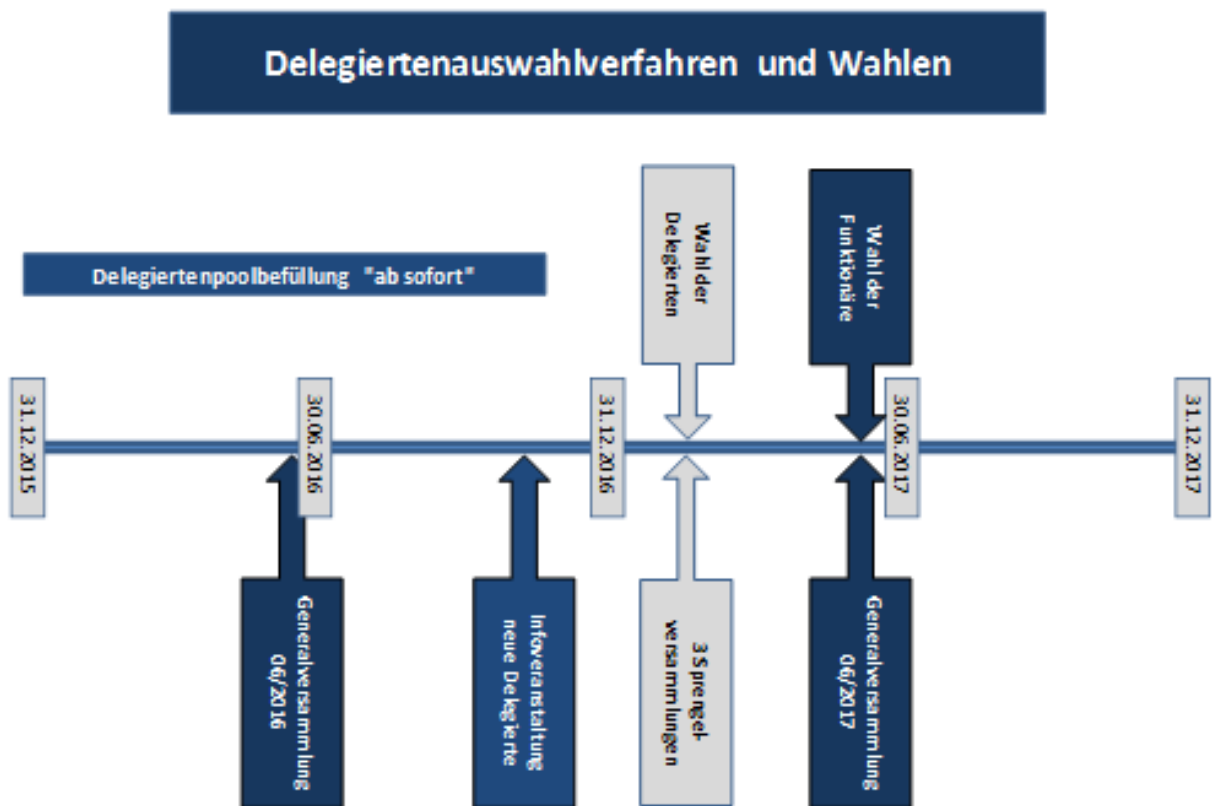 Delegiertenauswahlverfahren und Wahlen
Wahl der
Delegierten
Wahl der
Funktionäre
Delegiertenpoolbefüllung "ab sofort"
31.12.2015
30.06.2016
31.12.2016
30.06.2017
31.12.2017
Generalversammlung
06/2016
Infoveranstaltung
neue Delegierte
3 Sprengel-
versammlungen
Generalversammlung
06/2017